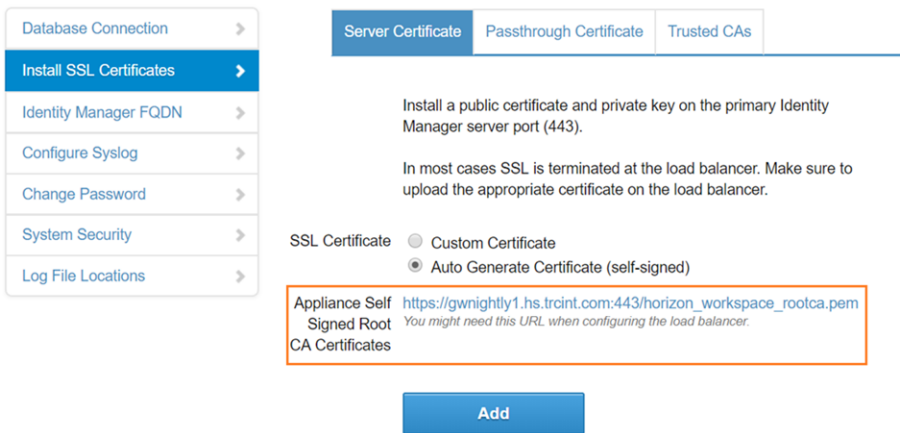 Database Connection
Install SSL Certificates
Identity Manager FQDN
Configure Syslog
Change Password
System Security
Log File Locations
Server Certificate
Passthrough Certificate
Trusted CAs
Install a public certificate and private key on the primary Identity
Manager server port (443).
In most cases SSL is terminated at the load balancer. Make sure to
upload the appropriate certificate on the load balancer.
SSL Certificate
Custom Certificate
Auto Generate Certificate (self-signed)
Appliance Self
Signed Root
CA Certificates
https://gwnightly1.hs.trcint.com:443/horizon_workspace_rootca.pem
You might need this URL when configuring the load balancer.
Add